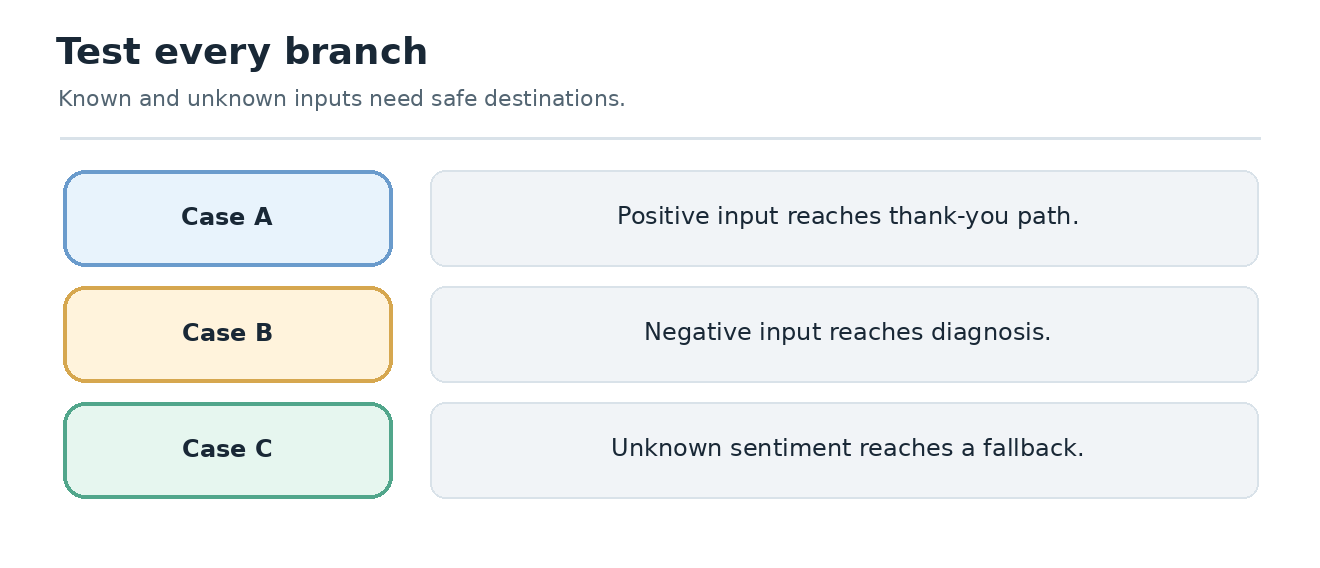 Test every branch
Known and unknown inputs need safe destinations.
Case A
Positive input reaches thank-you path.
Case B
Negative input reaches diagnosis.
Case C
Unknown sentiment reaches a fallback.